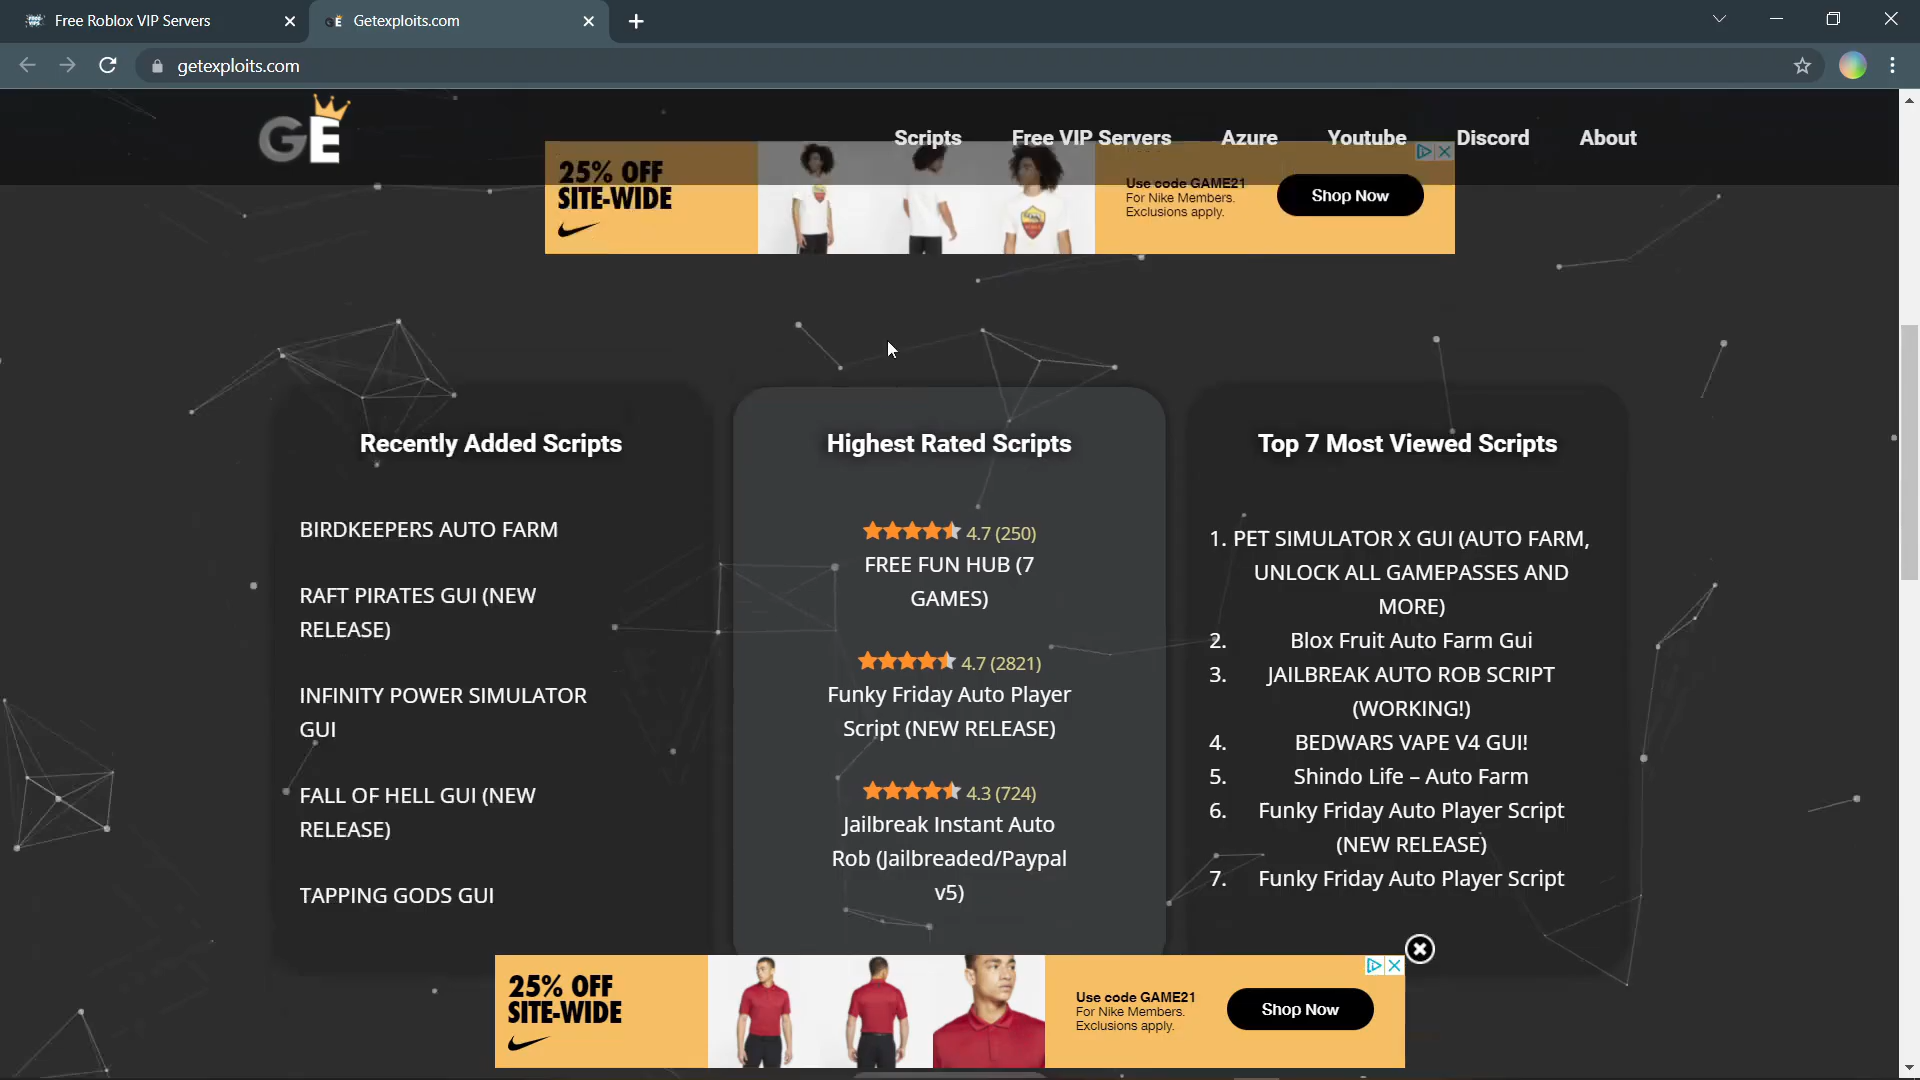 Free Roblox VIP Servers
Getexploits.com
getexploits.com
GE
Scripts
Free VIP Servers
Azure
Youtube
Discord
About
25% OFF
SITE-WIDE
Use code GAME21
For Nike Members.
Exclusions apply.
Shop Now
Recently Added Scripts
BIRDKEEPERS AUTO FARM
RAFT PIRATES GUI (NEW
RELEASE)
INFINITY POWER SIMULATOR
GUI
FALL OF HELL GUI (NEW
RELEASE)
TAPPING GODS GUI
Highest Rated Scripts
4.7 (250)
FREE FUN HUB (7
GAMES)
4.7 (2821)
Funky Friday Auto Player
Script (NEW RELEASE)
4.3 (724)
Jailbreak Instant Auto
Rob (Jailbreaded/Paypal
v5)
Top 7 Most Viewed Scripts
1. PET SIMULATOR X GUI (AUTO FARM,
UNLOCK ALL GAMEPASSES AND
MORE)
2. Blox Fruit Auto Farm Gui
3. JAILBREAK AUTO ROB SCRIPT
(WORKING!)
4. BEDWARS VAPE V4 GUI!
5. Shindo Life – Auto Farm
6. Funky Friday Auto Player Script
(NEW RELEASE)
7. Funky Friday Auto Player Script
25% OFF
SITE-WIDE
Use code GAME21
For Nike Members.
Exclusions apply.
Shop Now